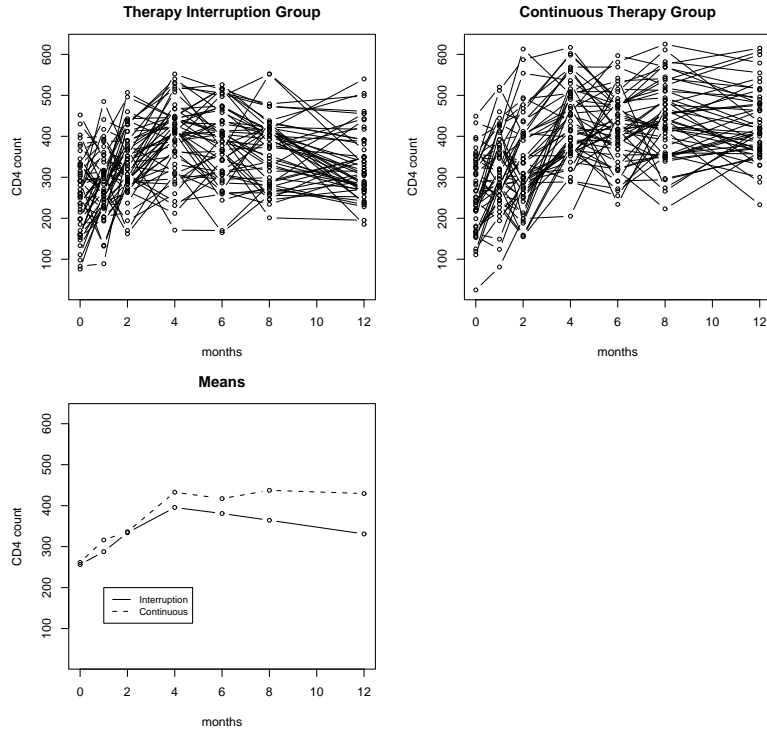 Therapy Interruption Group
CD4 count
600
500
400
300
200
100
0 2 4 6 8 10 12
months
Continuous Therapy Group
CD4 count
600
500
400
300
200
100
0 2 4 6 8 10 12
months
Means
CD4 count
600
500
400
300
200
100
Interruption
Continuous
0 2 4 6 8 10 12
months